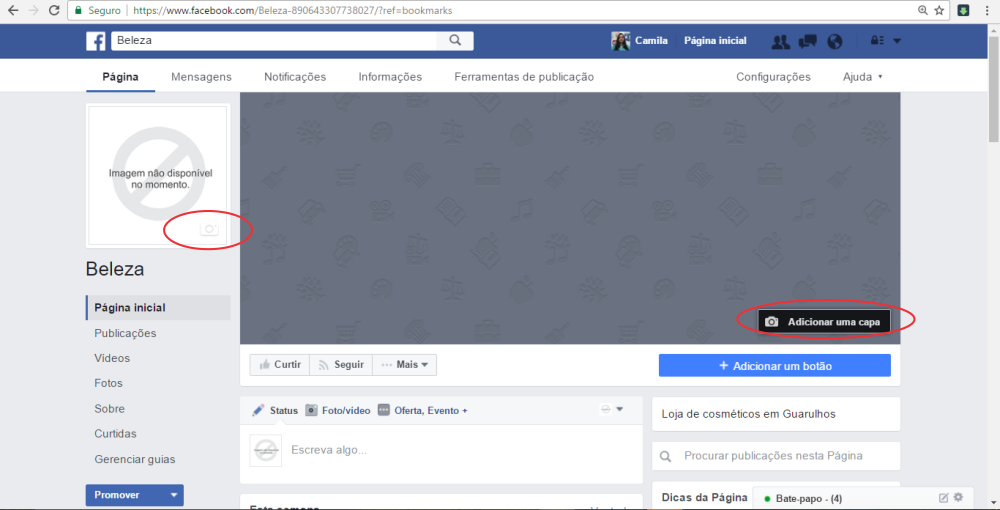 Seguro | https://www.facebook.com/Beleza-890643307738027/?ref=bookmarks
f Beleza Camila Página inicial
Página Mensagens Notificações Informações Ferramentas de publicação Configurações Ajuda
Imagem não disponível
no momento.
Beleza
Adicionar uma capa
Página inicial
Publicações
Vídeos
Fotos
Sobre
Curtidas
Gerenciar guias
Promover
Curtir Seguir ... Mais
+ Adicionar um botão
Status Foto/vídeo Oferta, Evento +
Escreva algo...
Loja de cosméticos em Guarulhos
Procurar publicações nesta Página
Dicas da Página
Bate-papo - (4)